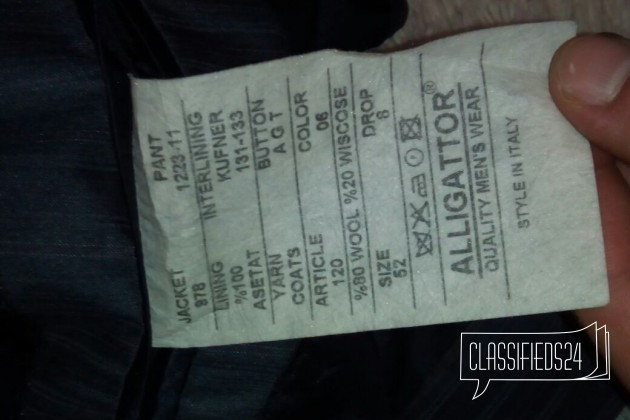 JACKET PANT
978 1223-11
LINING INTERLINING
%100 KUFNER
ASETAT 131-133
YARN BUTTON
COATS A G T
ARTICLE COLOR
120 06
%80 WOOL %20 WISCOSE
SIZE DROP
52 8
ALLIGATTOR®
QUALITY MEN'S WEAR
STYLE IN ITALY
CLASSIFIEDS24